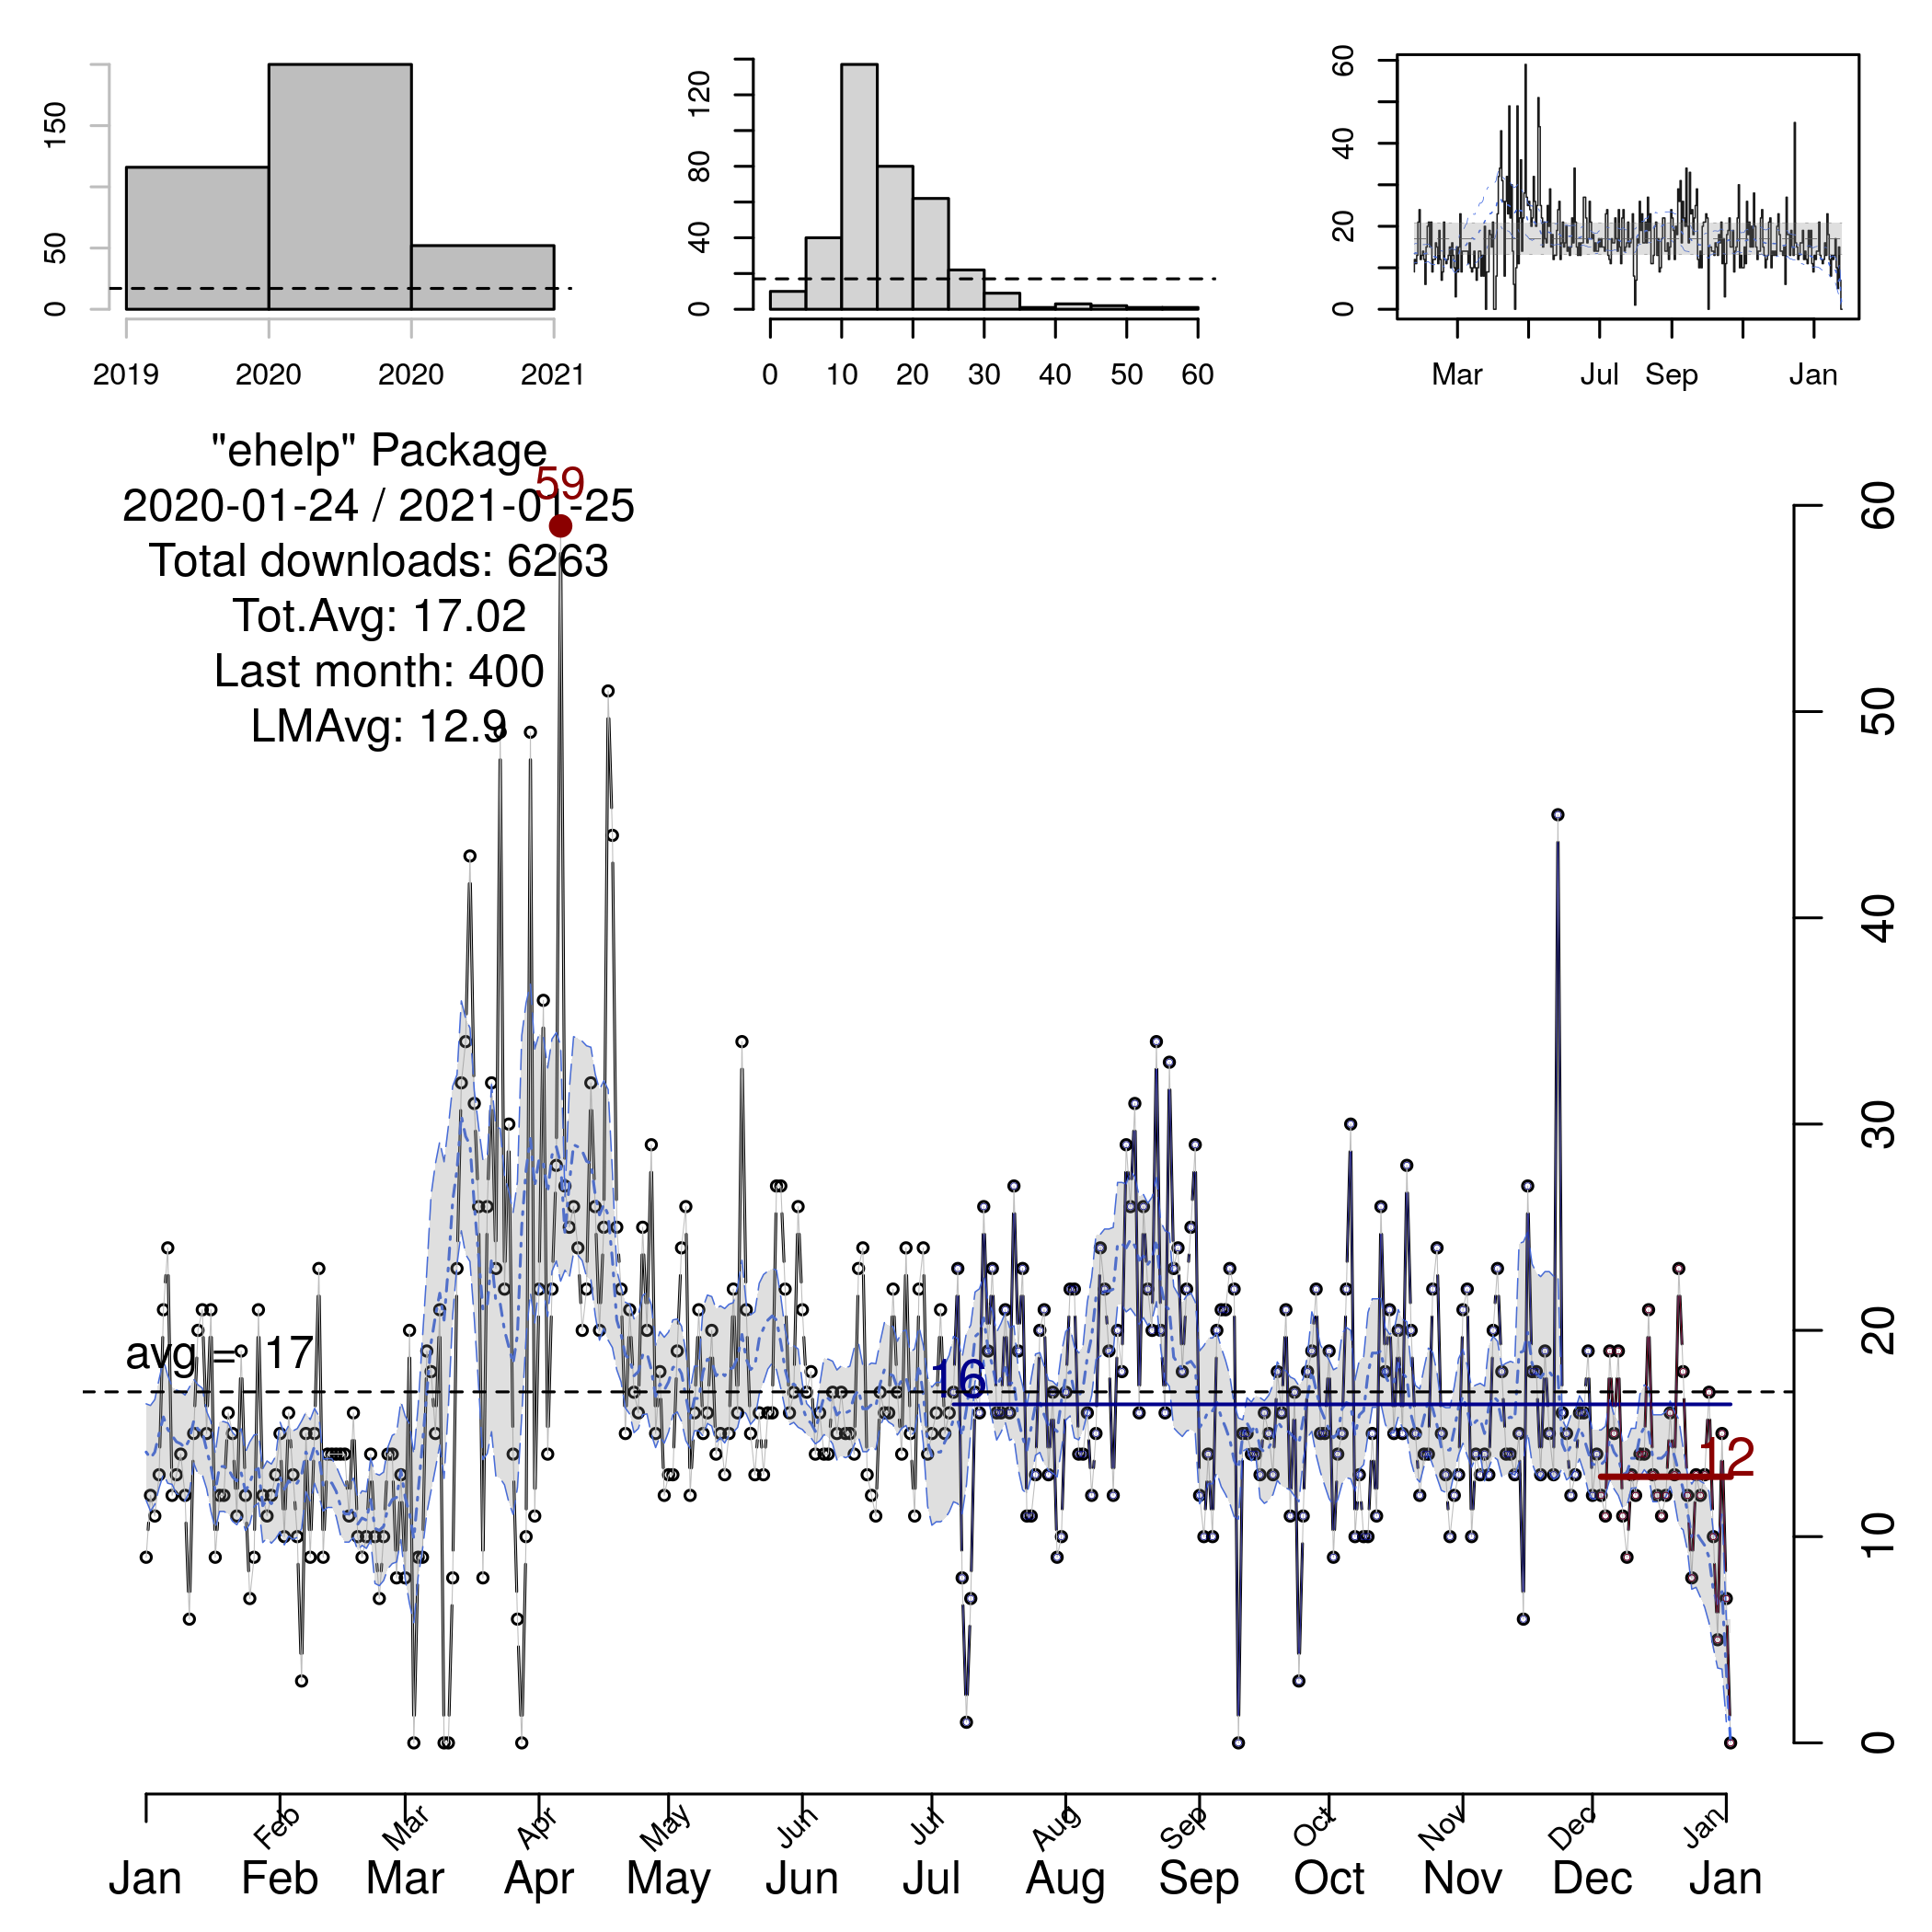 150
50
0
2019 2020 2020 2021
120
80
40
0
0 10 20 30 40 50 60
60
40
20
0
Mar Jul Sep Jan
"ehelp" Package
59
2020-01-24 / 2021-01-25
Total downloads: 6263
Tot.Avg: 17.02
Last month: 400
LMAvg: 12.9
avg = 17
16
12
60
50
40
30
20
10
0
Feb Mar Apr May Jun Jul Aug Sep Oct Nov Dec Jan
Jan Feb Mar Apr May Jun Jul Aug Sep Oct Nov Dec Jan